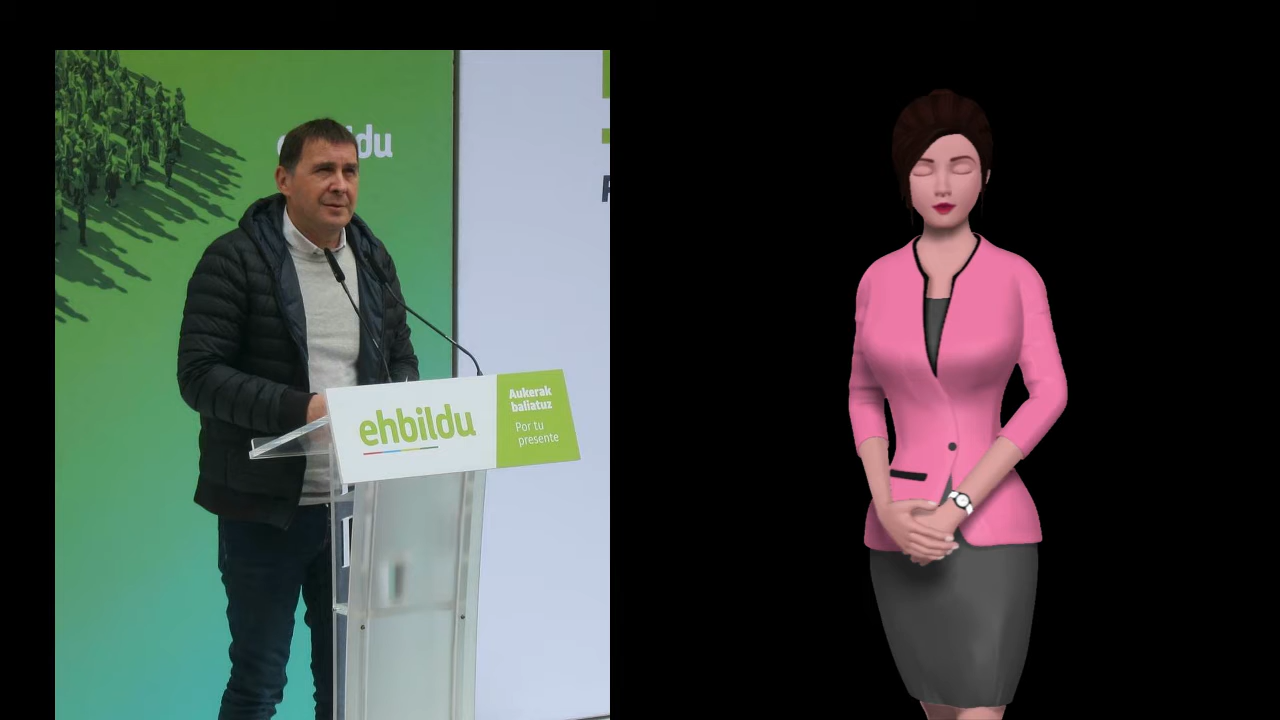 ehbildu
ehbildu
Aukerak
baliatuz
Por tu
presente